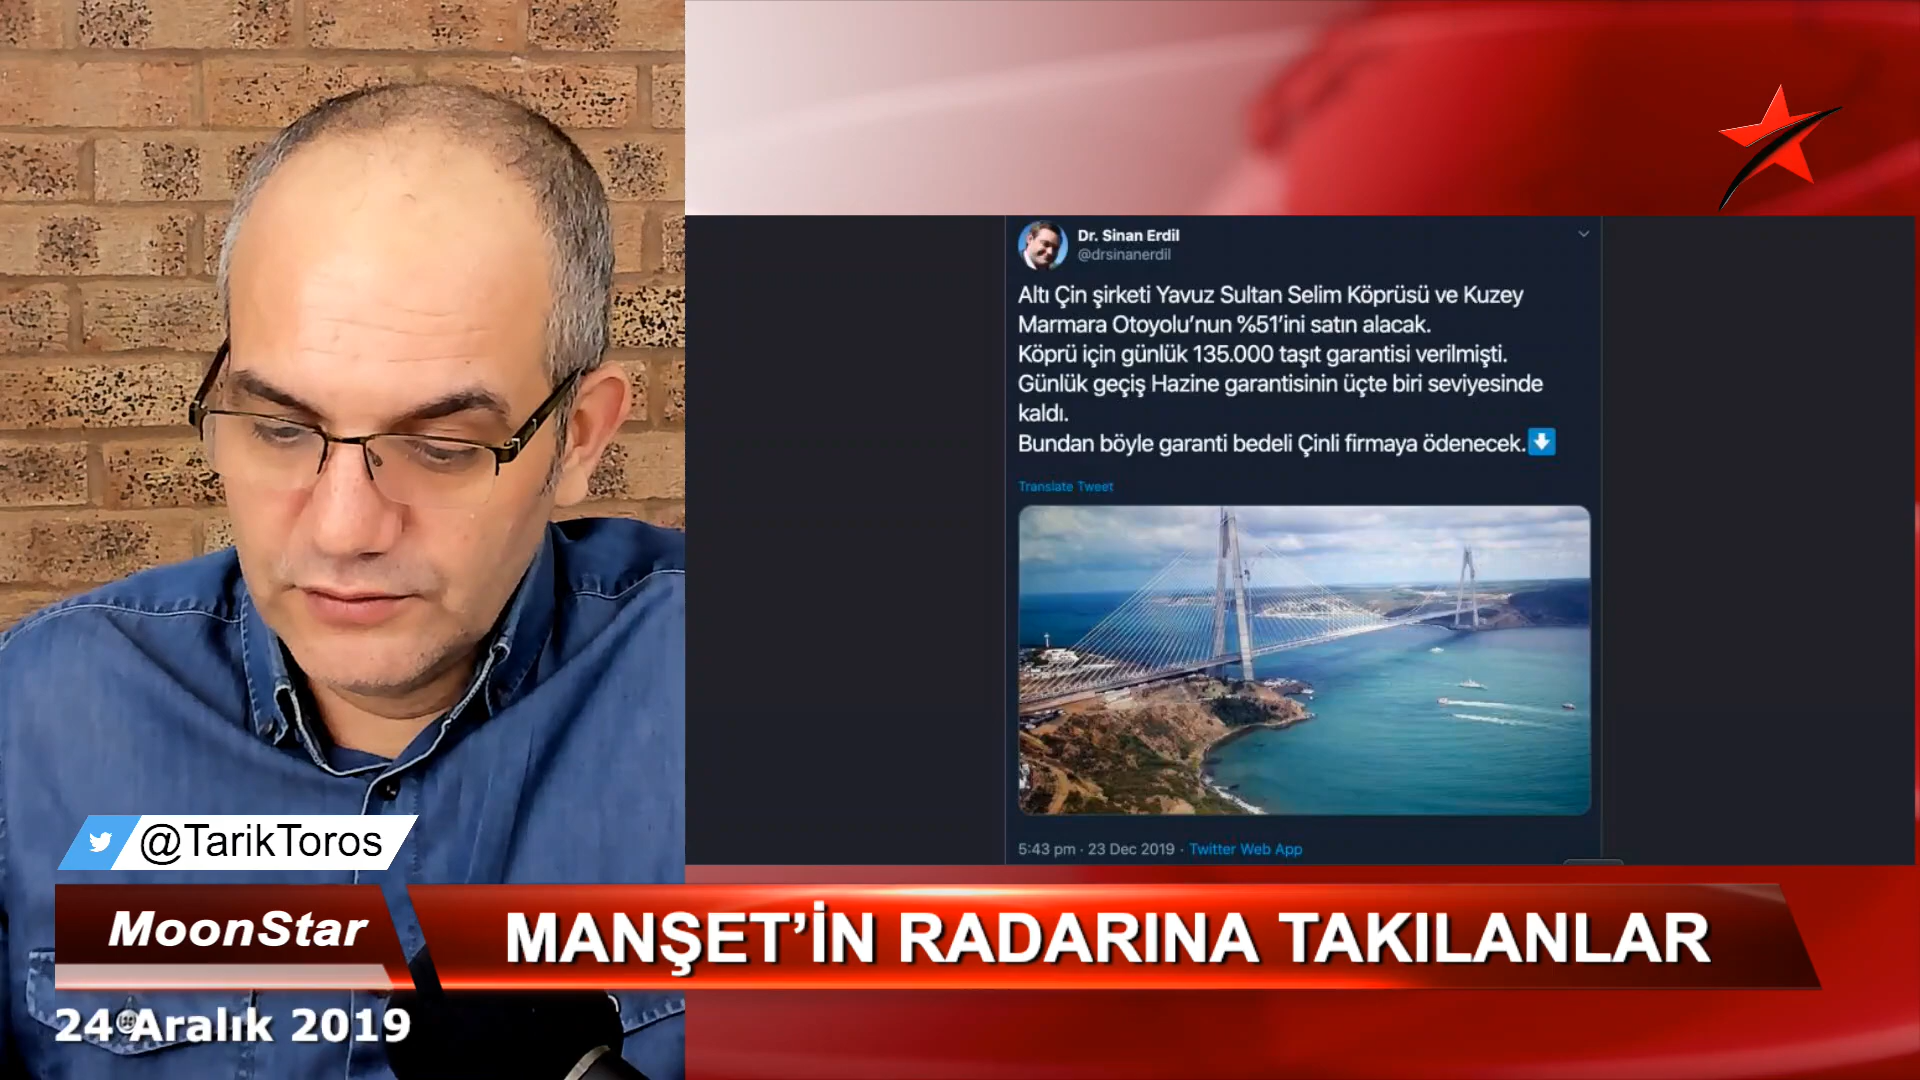 Dr. Sinan Erdil
@drsinanerdil
Altı Çin şirketi Yavuz Sultan Selim Köprüsü ve Kuzey
Marmara Otoyolu’nun %51’ini satın alacak.
Köprü için günlük 135.000 taşıt garantisi verilmişti.
Günlük geçiş Hazine garantisinin üçte biri seviyesinde
kaldı.
Bundan böyle garanti bedeli Çinli firmaya ödenecek.
Translate Tweet
5:43 pm · 23 Dec 2019 · Twitter Web App
@TarikToros
MoonStar
MANŞET’İN RADARINA TAKILANLAR
24 Aralık 2019